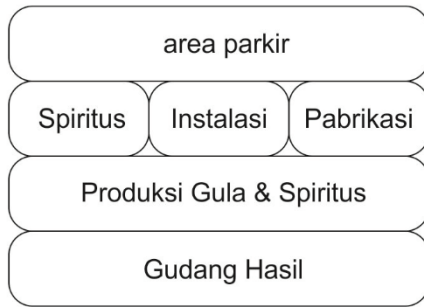 area parkir
Spiritus Instalasi Pabrikasi
Produksi Gula & Spiritus
Gudang Hasil